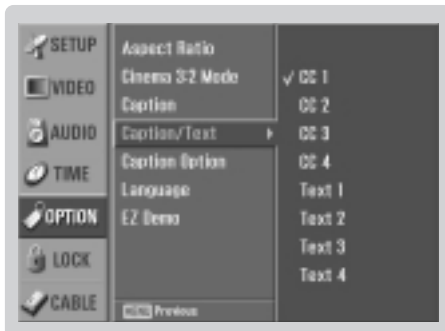 SETUP
VIDEO
AUDIO
TIME
OPTION
LOCK
CABLE
Aspect Ratio
Cinema 3:2 Mode
Caption
Caption/Text
Caption Option
Language
EZ Demo
MENU Previous
✓ CC 1
CC 2
CC 3
CC 4
Text 1
Text 2
Text 3
Text 4